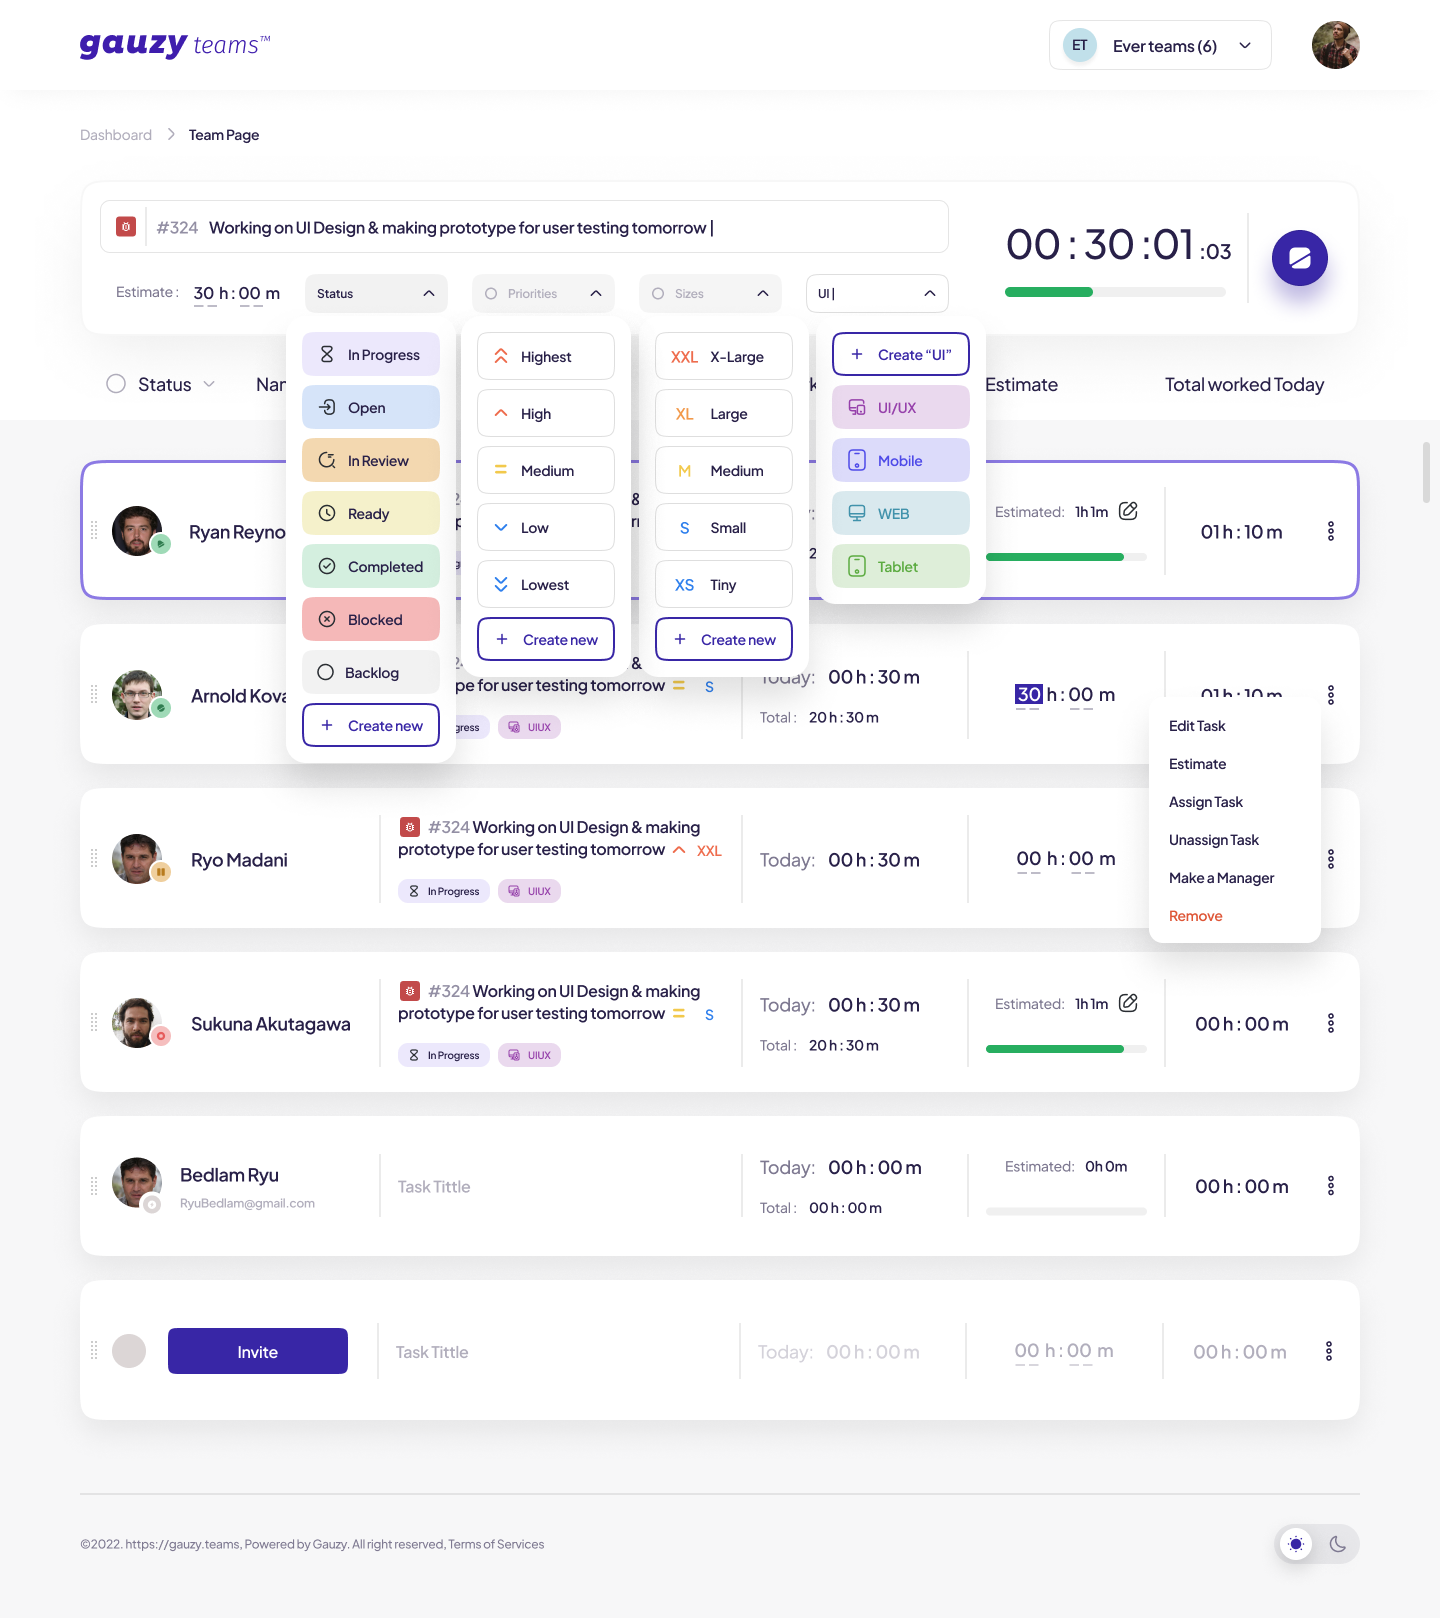 gauzy teams™
ET Ever teams (6)
Dashboard Team Page
#324 Working on UI Design & making prototype for user testing tomorrow |
00 : 30 :01 :03
Estimate : 30 h : 00 m
Status
Priorities
Sizes
UI |
Status
Estimate
Total worked Today
In Progress
Open
In Review
Ready
Completed
Blocked
Backlog
+ Create new
Highest
High
Medium
Low
Lowest
+ Create new
XXL X-Large
XL Large
M Medium
S Small
XS Tiny
+ Create new
+ Create “UI”
UI/UX
Mobile
WEB
Tablet
Ryan Reyno
Estimated: 1h 1m
01 h : 10 m
Arnold Kova
pe for user testing tomorrow S
gress UIUX
Today: 00 h : 30 m
Total : 20 h : 30 m
30 h : 00 m
01 h : 10 m
Edit Task
Estimate
Assign Task
Unassign Task
Make a Manager
Remove
Ryo Madani
#324 Working on UI Design & making
prototype for user testing tomorrow XXL
In Progress UIUX
Today: 00 h : 30 m
00 h : 00 m
Sukuna Akutagawa
#324 Working on UI Design & making
prototype for user testing tomorrow S
In Progress UIUX
Today: 00 h : 30 m
Total : 20 h : 30 m
Estimated: 1h 1m
00 h : 00 m
Bedlam Ryu
RyuBedlam@gmail.com
Task Tittle
Today: 00 h : 00 m
Total : 00 h : 00 m
Estimated: 0h 0m
00 h : 00 m
Invite
Task Tittle
Today: 00 h : 00 m
00 h : 00 m
00 h : 00 m
©2022. https://gauzy.teams, Powered by Gauzy. All right reserved, Terms of Services